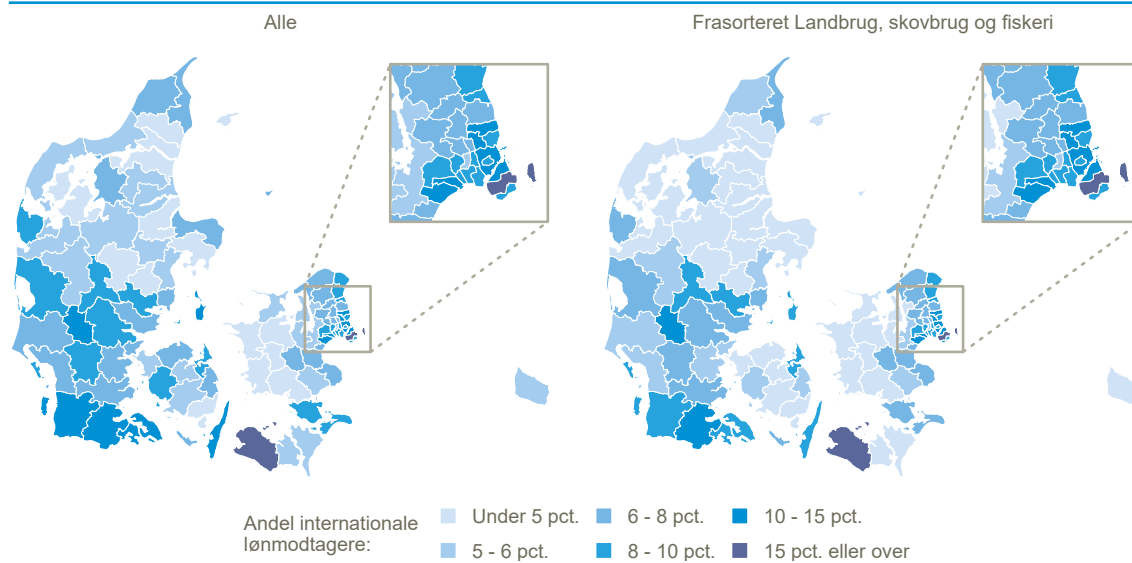 Alle
Frasorteret Landbrug, skovbrug og fiskeri
Andel internationale
lønmodtagere:
Under 5 pct.
6 - 8 pct.
10 - 15 pct.
5 - 6 pct.
8 - 10 pct.
15 pct. eller over